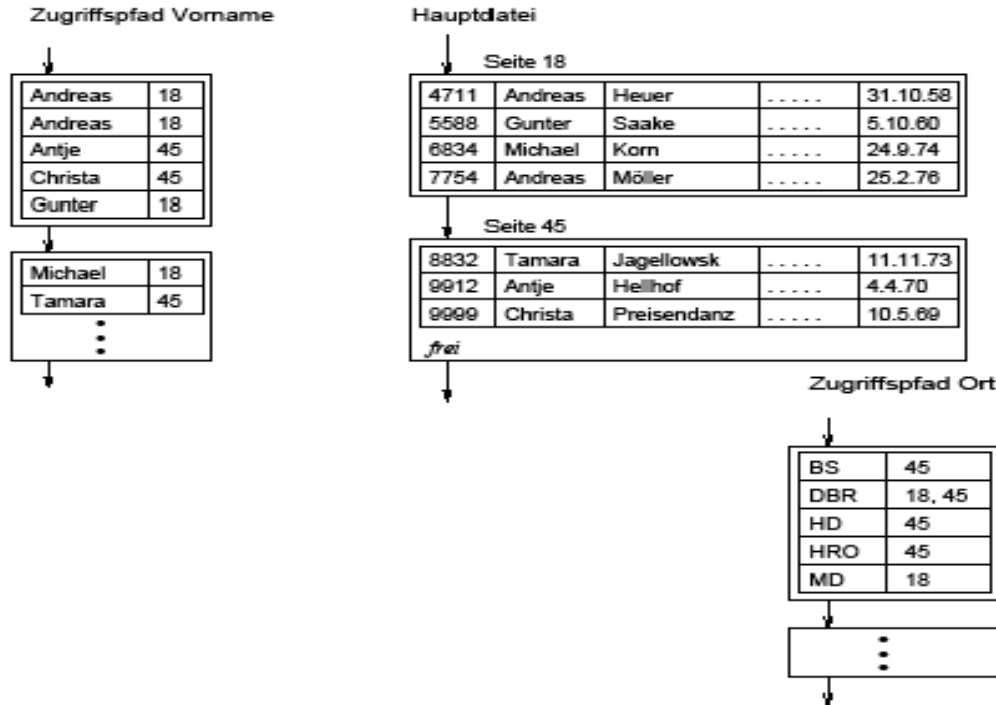 Zugriffspfad Vorname
Andreas 18
Andreas 18
Antje 45
Christa 45
Gunter 18
Michael 18
Tamara 45
Hauptdatei
Seite 18
4711 Andreas Heuer ..... 31.10.58
5588 Gunter Saake ..... 5.10.60
6834 Michael Korn ..... 24.9.74
7754 Andreas Möller ..... 25.2.76
Seite 45
8832 Tamara Jagellowsk ..... 11.11.73
9912 Antje Hellhof ..... 4.4.70
9999 Christa Preisendanz ..... 10.5.69
frei
Zugriffspfad Ort
BS 45
DBR 18, 45
HD 45
HRO 45
MD 18